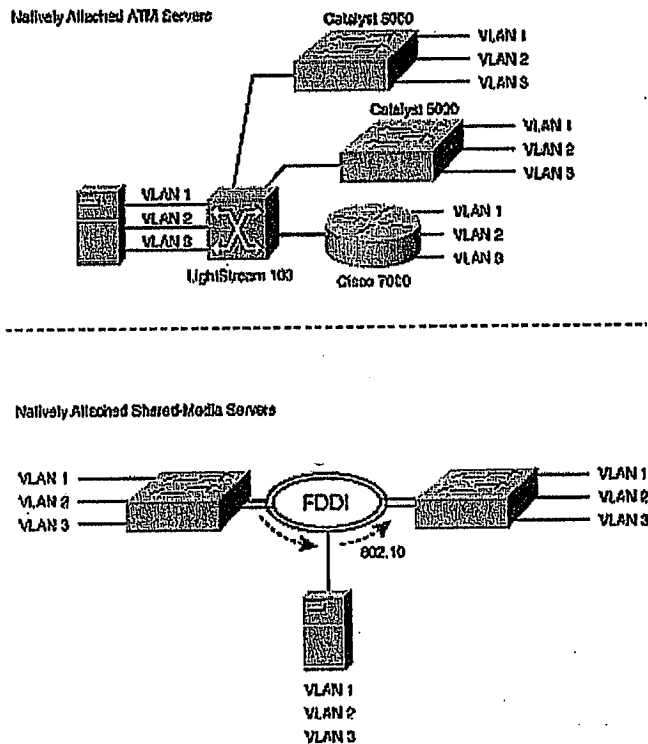 Natively Attached ATM Servers
Catalyst 5000
VLAN 1
VLAN 2
VLAN 3
Catalyst 5000
VLAN 1
VLAN 2
VLAN 3
VLAN 1
VLAN 2
VLAN 3
LightStream 100
VLAN 1
VLAN 2
VLAN 3
Cisco 7000
Natively Attached Shared-Media Servers
VLAN 1
VLAN 2
VLAN 3
FDDI
802.10
VLAN 1
VLAN 2
VLAN 3
VLAN 1
VLAN 2
VLAN 3